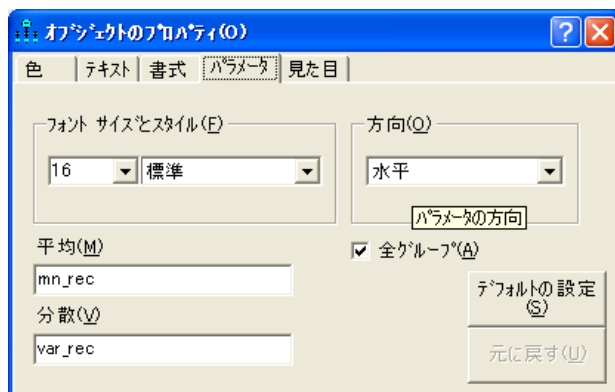 オブジェクトのプロパティ(O)
色 テキスト 書式 パラメータ 見た目
フォント サイズとスタイル(F)
16 標準
方向(O)
水平
パラメータの方向
平均(M)
mn_rec
全グループ(A)
分散(V)
var_rec
デフォルトの設定
(S)
元に戻す(U)